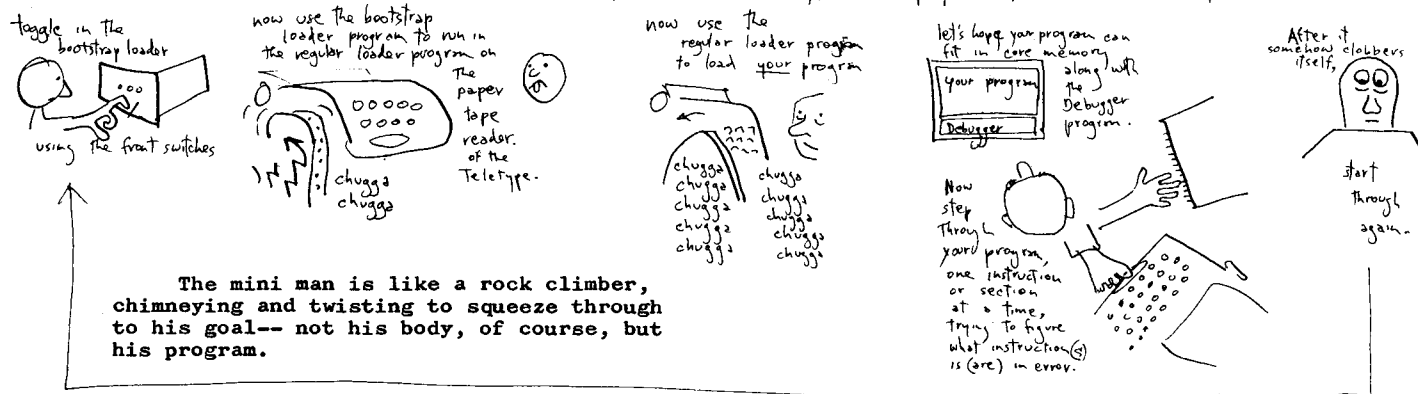 toggle in the
bootstrap loader
using the front switches
now use the bootstrap
loader program to run in
the regular loader program on
the
paper
tape
reader.
of the
Teletype.
chugga
chugga
now use the
regular loader program
to load your program
chugga
chugga
chugga
chugga
chugga
chugga
chugga
chugga
chugga
chugga
let's hope your program can
fit in core memory
along with
the
Debugger
program.
your program
Debugger
Now
step
through
your program,
one instruction
or section
at a time,
trying to figure
what instruction(s)
is (are) in error.
After it
somehow clobbers
itself,
start
through
again.
The mini man is like a rock climber,
chimneying and twisting to squeeze through
to his goal-- not his body, of course, but
his program.